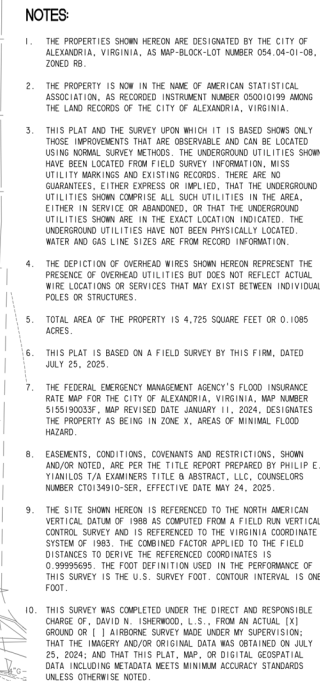 NOTES:
1. THE PROPERTIES SHOWN HEREON ARE DESIGNATED BY THE CITY OF
ALEXANDRIA, VIRGINIA, AS MAP-BLOCK-LOT NUMBER 054.04-01-08,
ZONED RB.
2. THE PROPERTY IS NOW IN THE NAME OF AMERICAN STATISTICAL
ASSOCIATION, AS RECORDED INSTRUMENT NUMBER 050010199 AMONG
THE LAND RECORDS OF THE CITY OF ALEXANDRIA, VIRGINIA.
3. THIS PLAT AND THE SURVEY UPON WHICH IT IS BASED SHOWS ONLY
THOSE IMPROVEMENTS THAT ARE OBSERVABLE AND CAN BE LOCATED
USING NORMAL SURVEY METHODS. THE UNDERGROUND UTILITIES SHOWN
HAVE BEEN LOCATED FROM FIELD SURVEY INFORMATION, MISS
UTILITY MARKINGS AND EXISTING RECORDS. THERE ARE NO
GUARANTEES, EITHER EXPRESS OR IMPLIED, THAT THE UNDERGROUND
UTILITIES SHOWN COMPRISE ALL SUCH UTILITIES IN THE AREA,
EITHER IN SERVICE OR ABANDONED, OR THAT THE UNDERGROUND
UTILITIES SHOWN ARE IN THE EXACT LOCATION INDICATED. THE
UNDERGROUND UTILITIES HAVE NOT BEEN PHYSICALLY LOCATED.
WATER AND GAS LINE SIZES ARE FROM RECORD INFORMATION.
4. THE DEPICTION OF OVERHEAD WIRES SHOWN HEREON REPRESENT THE
PRESENCE OF OVERHEAD UTILITIES BUT DOES NOT REFLECT ACTUAL
WIRE LOCATIONS OR SERVICES THAT MAY EXIST BETWEEN INDIVIDUAL
POLES OR STRUCTURES.
5. TOTAL AREA OF THE PROPERTY IS 4,725 SQUARE FEET OR 0.1085
ACRES.
6. THIS PLAT IS BASED ON A FIELD SURVEY BY THIS FIRM, DATED
JULY 25, 2025.
7. THE FEDERAL EMERGENCY MANAGEMENT AGENCY'S FLOOD INSURANCE
RATE MAP FOR THE CITY OF ALEXANDRIA, VIRGINIA, MAP NUMBER
5155190033F, MAP REVISED DATE JANUARY 11, 2024, DESIGNATES
THE PROPERTY AS BEING IN ZONE X, AREAS OF MINIMAL FLOOD
HAZARD.
8. EASEMENTS, CONDITIONS, COVENANTS AND RESTRICTIONS, SHOWN
AND/OR NOTED, ARE PER THE TITLE REPORT PREPARED BY PHILIP E.
YIANILOS T/A EXAMINERS TITLE & ABSTRACT, LLC, COUNSELORS
NUMBER CT0134910-SER, EFFECTIVE DATE MAY 24, 2025.
9. THE SITE SHOWN HEREON IS REFERENCED TO THE NORTH AMERICAN
VERTICAL DATUM OF 1988 AS COMPUTED FROM A FIELD RUN VERTICAL
CONTROL SURVEY AND IS REFERENCED TO THE VIRGINIA COORDINATE
SYSTEM OF 1983. THE COMBINED FACTOR APPLIED TO THE FIELD
DISTANCES TO DERIVE THE REFERENCED COORDINATES IS
0.99995695. THE FOOT DEFINITION USED IN THE PERFORMANCE OF
THIS SURVEY IS THE U.S. SURVEY FOOT. CONTOUR INTERVAL IS ONE
FOOT.
10. THIS SURVEY WAS COMPLETED UNDER THE DIRECT AND RESPONSIBLE
CHARGE OF, DAVID N. ISHERWOOD, L.S., FROM AN ACTUAL [X]
GROUND OR [ ] AIRBORNE SURVEY MADE UNDER MY SUPERVISION;
THAT THE IMAGERY AND/OR ORIGINAL DATA WAS OBTAINED ON JULY
25, 2024; AND THAT THIS PLAT, MAP, OR DIGITAL GEOSPATIAL
DATA INCLUDING METADATA MEETS MINIMUM ACCURACY STANDARDS
UNLESS OTHERWISE NOTED.